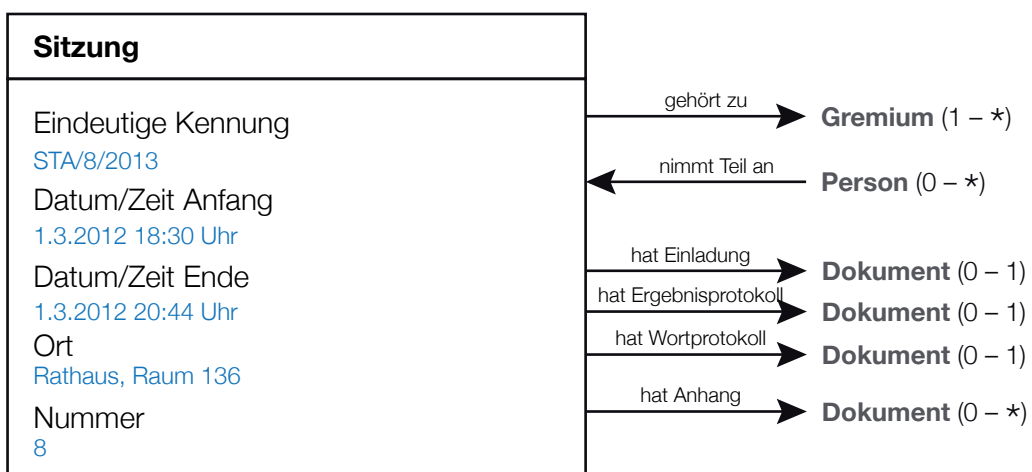 Sitzung
Eindeutige Kennung
STA/8/2013
Datum/Zeit Anfang
1.3.2012 18:30 Uhr
Datum/Zeit Ende
1.3.2012 20:44 Uhr
Ort
Rathaus, Raum 136
Nummer
8
gehört zu
Gremium (1 – *)
nimmt Teil an
Person (0 – *)
hat Einladung
Dokument (0 – 1)
hat Ergebnisprotokoll
Dokument (0 – 1)
hat Wortprotokoll
Dokument (0 – 1)
hat Anhang
Dokument (0 – *)